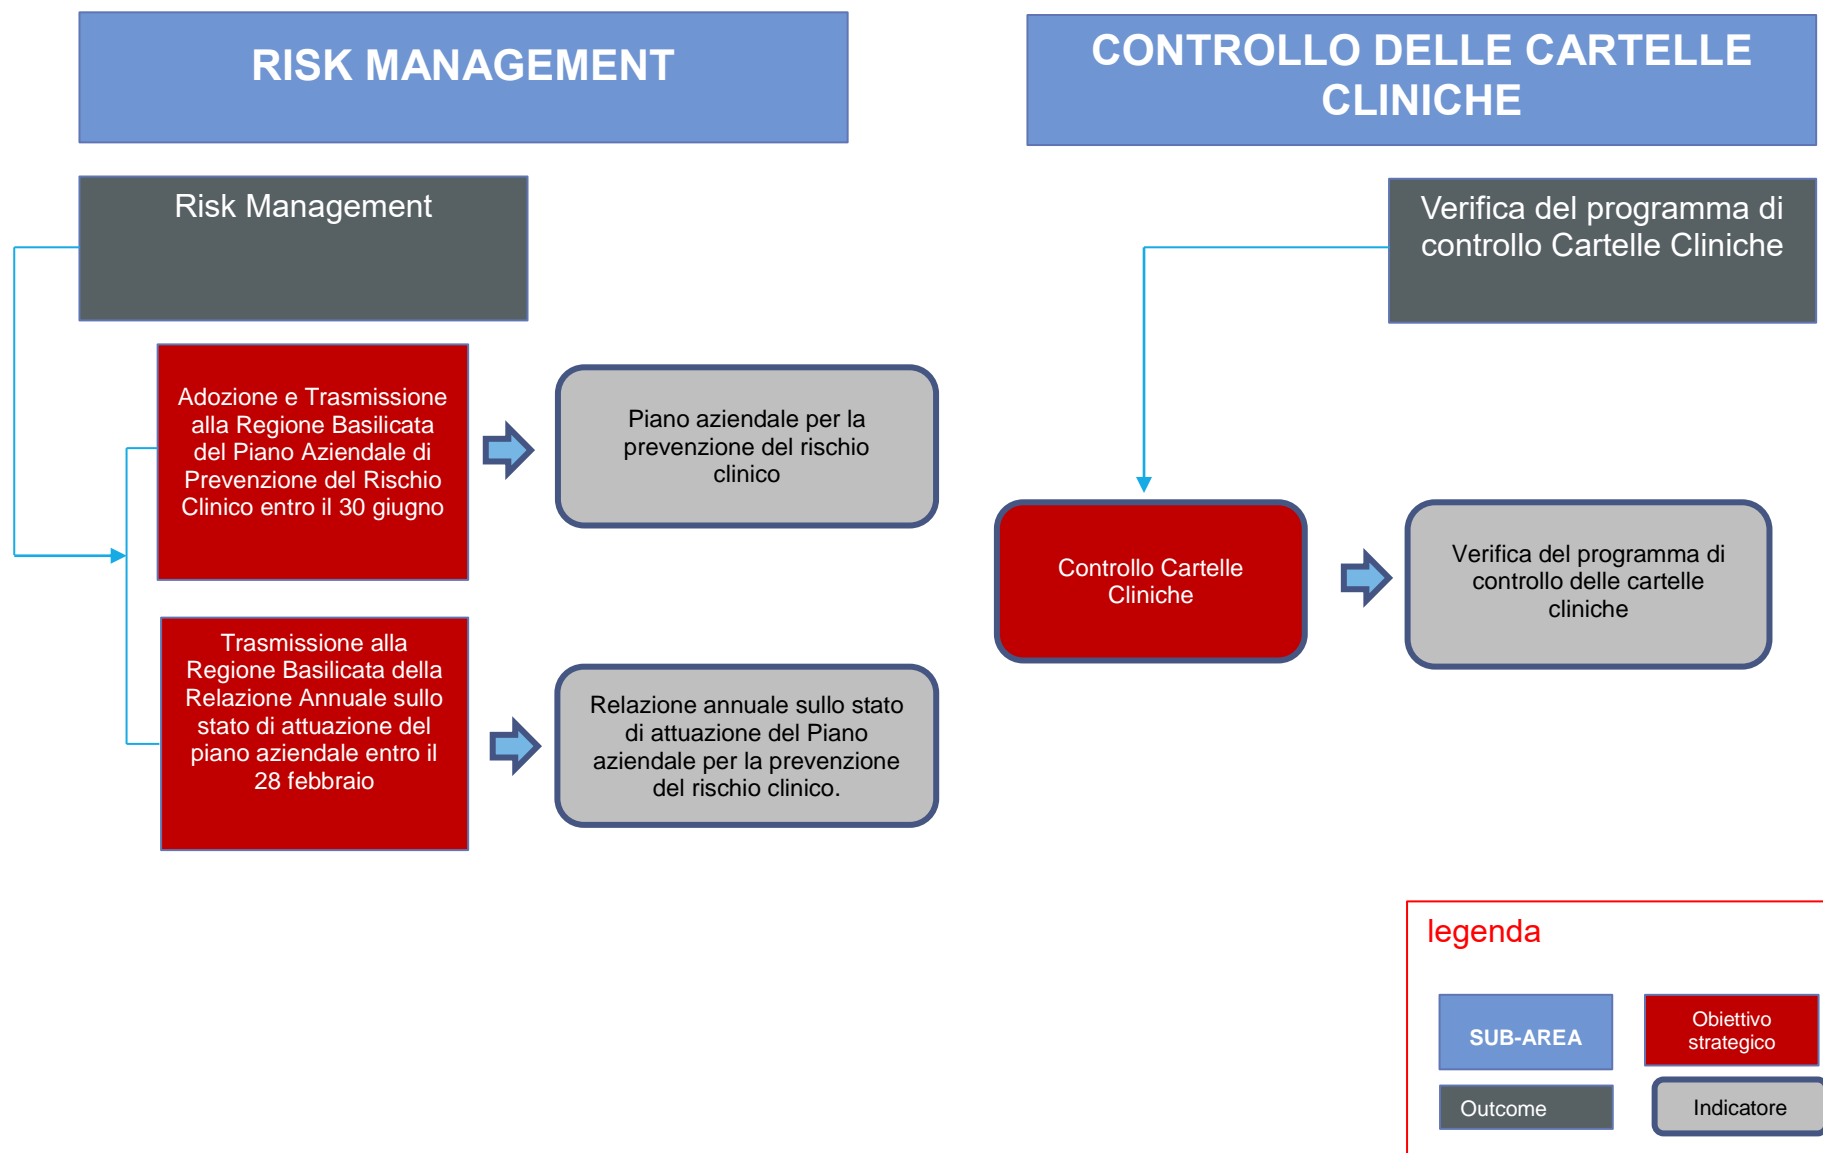 RISK MANAGEMENT
Risk Management
Adozione e Trasmissione
alla Regione Basilicata
del Piano Aziendale di
Prevenzione del Rischio
Clinico entro il 30 giugno
Piano aziendale per la
prevenzione del rischio
clinico
Trasmissione alla
Regione Basilicata della
Relazione Annuale sullo
stato di attuazione del
piano aziendale entro il
28 febbraio
Relazione annuale sullo stato
di attuazione del Piano
aziendale per la prevenzione
del rischio clinico.
CONTROLLO DELLE CARTELLE
CLINICHE
Verifica del programma di
controllo Cartelle Cliniche
Controllo Cartelle
Cliniche
Verifica del programma di
controllo delle cartelle
cliniche
legenda
SUB-AREA
Obiettivo
strategico
Outcome
Indicatore